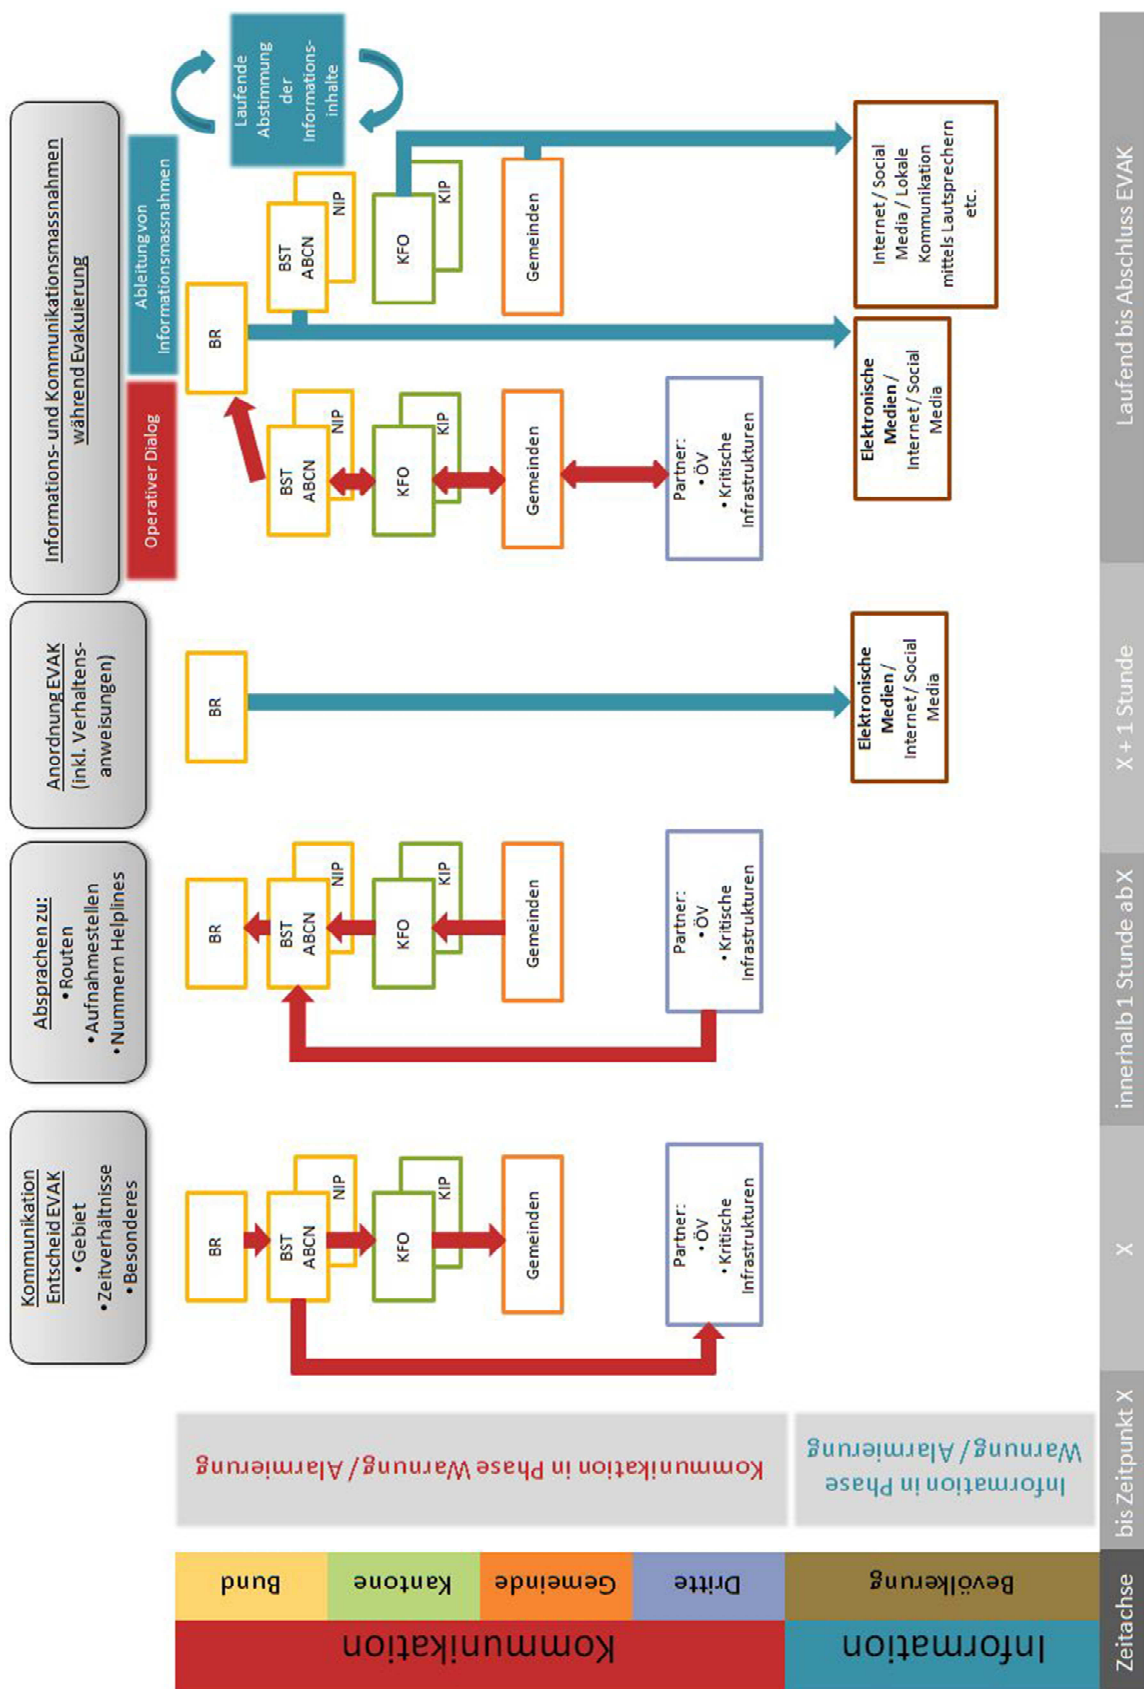 Kommunikation
Entscheid EVAK
• Gebiet
• Zeitverhältnisse
• Besonderes
Absprachen zu:
• Routen
• Aufnahmestellen
• Nummern Helplines
Anordnung EVAK
(inkl. Verhaltens-
anweisungen)
Informations- und Kommunikationsmassnahmen
während Evakuierung
Operativer Dialog
Ableitung von
Informationsmassnahmen
Laufende
Abstimmung
der
Informations-
inhalte
Kommunikation
Information
Bund
Kantone
Gemeinde
Dritte
Bevölkerung
Kommunikation in Phase Warnung / Alarmierung
Information in Phase
Warnung / Alarmierung
BR
BST
ABCN
NIP
KFO
KIP
Gemeinden
Partner:
• ÖV
• Kritische
Infrastrukturen
BR
BST
ABCN
NIP
KFO
KIP
Gemeinden
Partner:
• ÖV
• Kritische
Infrastrukturen
BR
Elektronische
Medien /
Internet / Social
Media
BST
ABCN
NIP
KFO
KIP
Gemeinden
Partner:
• ÖV
• Kritische
Infrastrukturen
BR
BST
ABCN
NIP
KFO
KIP
Gemeinden
Elektronische
Medien /
Internet / Social
Media
Internet / Social
Media / Lokale
Kommunikation
mittels Lautsprechern
etc.
Zeitachse
bis Zeitpunkt X
X
innerhalb 1 Stunde ab X
X + 1 Stunde
Laufend bis Abschluss EVAK